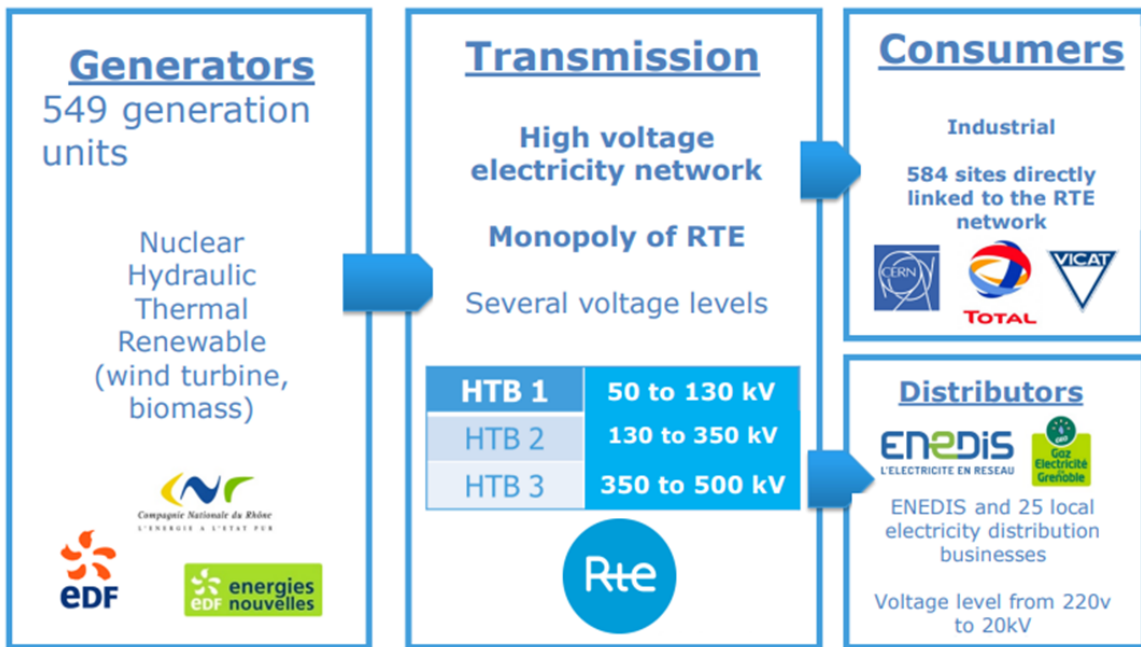 Generators
549 generation
units
Nuclear
Hydraulic
Thermal
Renewable
(wind turbine,
biomass)
CNR
Compagnie Nationale du Rhône
L'ENERGIE A L'ETAT PUR
eDF
eDF energies
nouvelles
Transmission
High voltage
electricity network
Monopoly of RTE
Several voltage levels
HTB 1 50 to 130 kV
HTB 2 130 to 350 kV
HTB 3 350 to 500 kV
Rte
Consumers
Industrial
584 sites directly
linked to the RTE
network
CERN
TOTAL
VICAT
Distributors
ENEDIS
L'ELECTRICITE EN RESEAU
GEG
Gaz
Electricité
de
Grenoble
ENEDIS and 25 local
electricity distribution
businesses
Voltage level from 220v
to 20kV